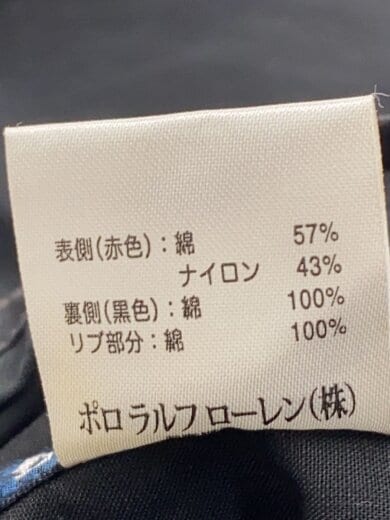 表側(赤色):綿 57%
ナイロン 43%
裏側(黒色):綿 100%
リブ部分:綿 100%
ポロ ラルフ ローレン(株)